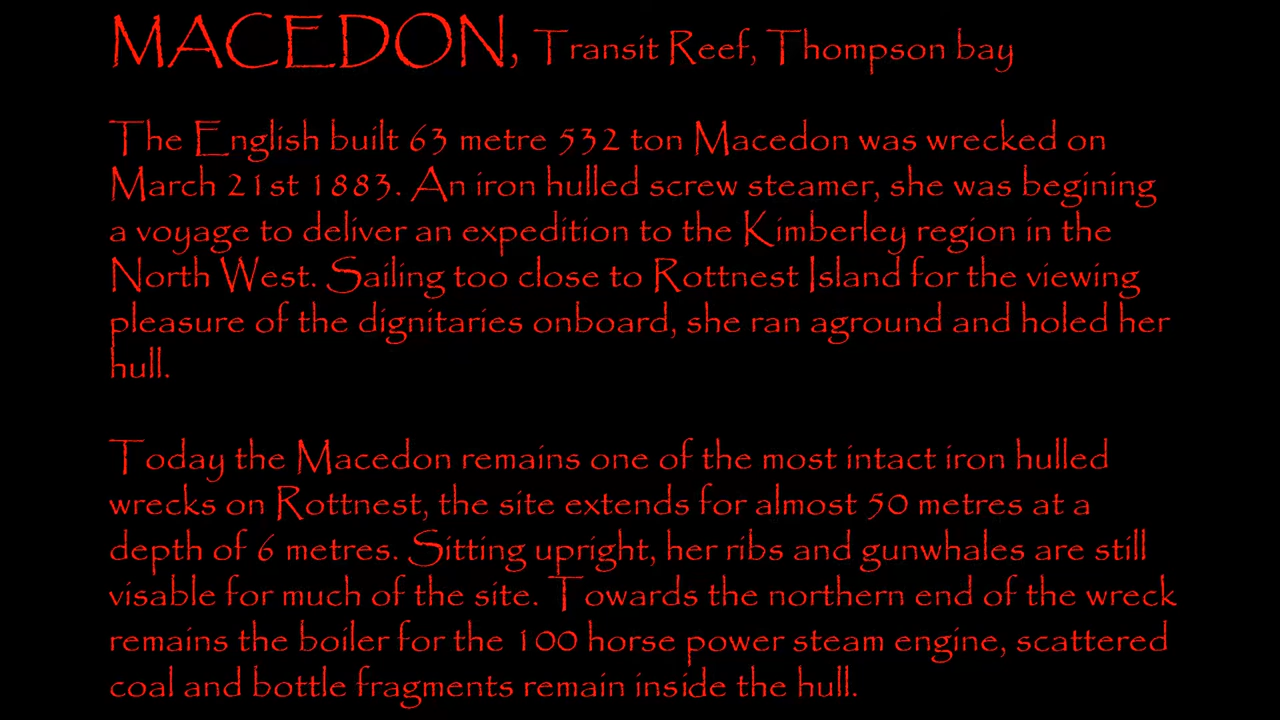 MACEDON, Transit Reef, Thompson bay
The English built 63 metre 532 ton Macedon was wrecked on
March 21st 1883. An iron hulled screw steamer, she was begining
a voyage to deliver an expedition to the Kimberley region in the
North West. Sailing too close to Rottnest Island for the viewing
pleasure of the dignitaries onboard, she ran aground and holed her
hull.
Today the Macedon remains one of the most intact iron hulled
wrecks on Rottnest, the site extends for almost 50 metres at a
depth of 6 metres. Sitting upright, her ribs and gunwhales are still
visable for much of the site. Towards the northern end of the wreck
remains the boiler for the 100 horse power steam engine, scattered
coal and bottle fragments remain inside the hull.